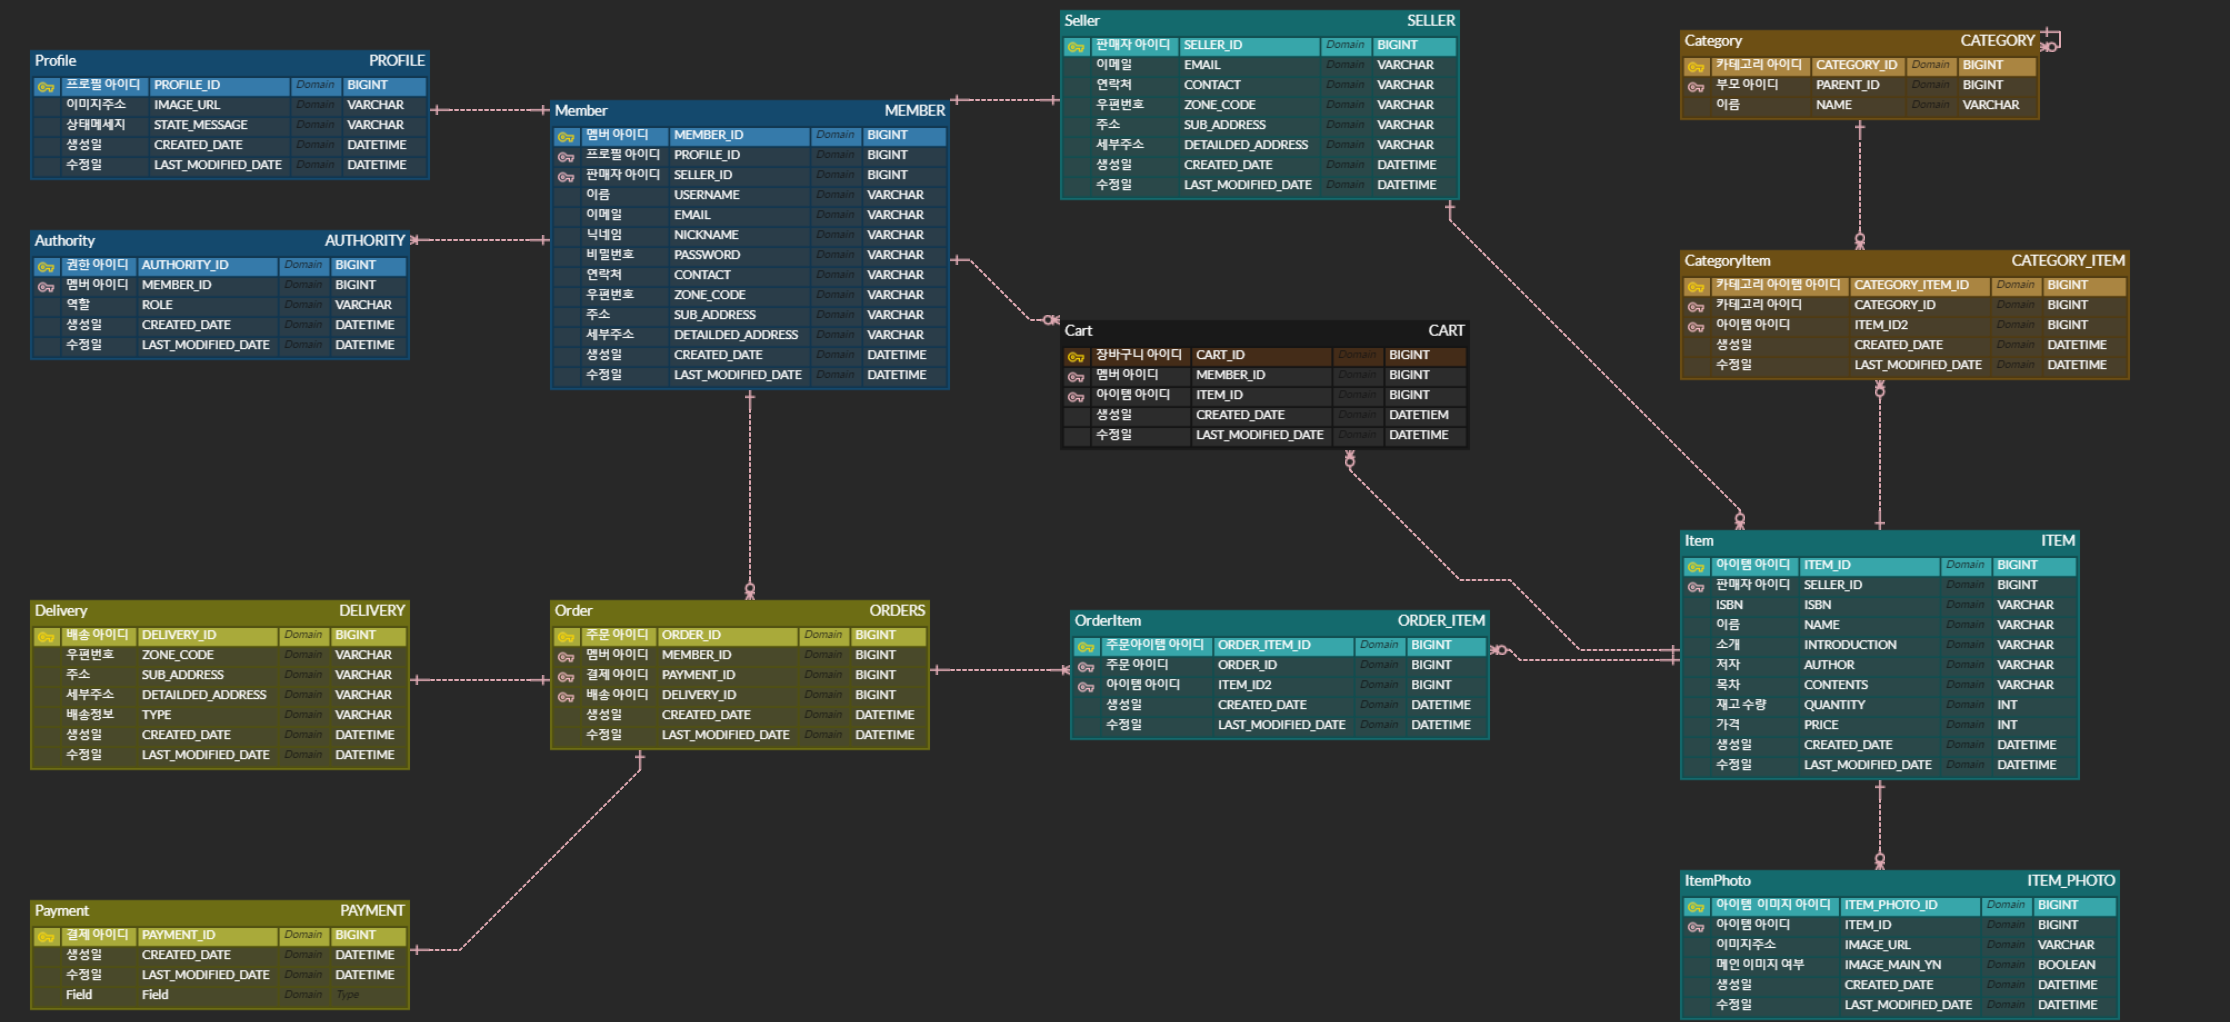 Profile PROFILE
프로필 아이디 PROFILE_ID Domain BIGINT
이미지주소 IMAGE_URL Domain VARCHAR
상태메세지 STATE_MESSAGE Domain VARCHAR
생성일 CREATED_DATE Domain DATETIME
수정일 LAST_MODIFIED_DATE Domain DATETIME
Authority AUTHORITY
권한 아이디 AUTHORITY_ID Domain BIGINT
멤버 아이디 MEMBER_ID Domain BIGINT
역할 ROLE Domain VARCHAR
생성일 CREATED_DATE Domain DATETIME
수정일 LAST_MODIFIED_DATE Domain DATETIME
Member MEMBER
멤버 아이디 MEMBER_ID Domain BIGINT
프로필 아이디 PROFILE_ID Domain BIGINT
판매자 아이디 SELLER_ID Domain BIGINT
이름 USERNAME Domain VARCHAR
이메일 EMAIL Domain VARCHAR
닉네임 NICKNAME Domain VARCHAR
비밀번호 PASSWORD Domain VARCHAR
연락처 CONTACT Domain VARCHAR
우편번호 ZONE_CODE Domain VARCHAR
주소 SUB_ADDRESS Domain VARCHAR
세부주소 DETAILDED_ADDRESS Domain VARCHAR
생성일 CREATED_DATE Domain DATETIME
수정일 LAST_MODIFIED_DATE Domain DATETIME
Seller SELLER
판매자 아이디 SELLER_ID Domain BIGINT
이메일 EMAIL Domain VARCHAR
연락처 CONTACT Domain VARCHAR
우편번호 ZONE_CODE Domain VARCHAR
주소 SUB_ADDRESS Domain VARCHAR
세부주소 DETAILDED_ADDRESS Domain VARCHAR
생성일 CREATED_DATE Domain DATETIME
수정일 LAST_MODIFIED_DATE Domain DATETIME
Category CATEGORY
카테고리 아이디 CATEGORY_ID Domain BIGINT
부모 아이디 PARENT_ID Domain BIGINT
이름 NAME Domain VARCHAR
CategoryItem CATEGORY_ITEM
카테고리 아이템 아이디 CATEGORY_ITEM_ID Domain BIGINT
카테고리 아이디 CATEGORY_ID Domain BIGINT
아이템 아이디 ITEM_ID2 Domain BIGINT
생성일 CREATED_DATE Domain DATETIME
수정일 LAST_MODIFIED_DATE Domain DATETIME
Cart CART
장바구니 아이디 CART_ID Domain BIGINT
멤버 아이디 MEMBER_ID Domain BIGINT
아이템 아이디 ITEM_ID Domain BIGINT
생성일 CREATED_DATE Domain DATETIEM
수정일 LAST_MODIFIED_DATE Domain DATETIME
Delivery DELIVERY
배송 아이디 DELIVERY_ID Domain BIGINT
우편번호 ZONE_CODE Domain VARCHAR
주소 SUB_ADDRESS Domain VARCHAR
세부주소 DETAILDED_ADDRESS Domain VARCHAR
배송정보 TYPE Domain VARCHAR
생성일 CREATED_DATE Domain DATETIME
수정일 LAST_MODIFIED_DATE Domain DATETIME
Order ORDERS
주문 아이디 ORDER_ID Domain BIGINT
멤버 아이디 MEMBER_ID Domain BIGINT
결제 아이디 PAYMENT_ID Domain BIGINT
배송 아이디 DELIVERY_ID Domain BIGINT
생성일 CREATED_DATE Domain DATETIME
수정일 LAST_MODIFIED_DATE Domain DATETIME
OrderItem ORDER_ITEM
주문아이템 아이디 ORDER_ITEM_ID Domain BIGINT
주문 아이디 ORDER_ID Domain BIGINT
아이템 아이디 ITEM_ID2 Domain BIGINT
생성일 CREATED_DATE Domain DATETIME
수정일 LAST_MODIFIED_DATE Domain DATETIME
Item ITEM
아이템 아이디 ITEM_ID Domain BIGINT
판매자 아이디 SELLER_ID Domain BIGINT
ISBN ISBN Domain VARCHAR
이름 NAME Domain VARCHAR
소개 INTRODUCTION Domain VARCHAR
저자 AUTHOR Domain VARCHAR
목차 CONTENTS Domain VARCHAR
재고 수량 QUANTITY Domain INT
가격 PRICE Domain INT
생성일 CREATED_DATE Domain DATETIME
수정일 LAST_MODIFIED_DATE Domain DATETIME
Payment PAYMENT
결제 아이디 PAYMENT_ID Domain BIGINT
생성일 CREATED_DATE Domain DATETIME
수정일 LAST_MODIFIED_DATE Domain DATETIME
Field Field Domain Type
ItemPhoto ITEM_PHOTO
아이템 이미지 아이디 ITEM_PHOTO_ID Domain BIGINT
아이템 아이디 ITEM_ID Domain BIGINT
이미지주소 IMAGE_URL Domain VARCHAR
메인 이미지 여부 IMAGE_MAIN_YN Domain BOOLEAN
생성일 CREATED_DATE Domain DATETIME
수정일 LAST_MODIFIED_DATE Domain DATETIME